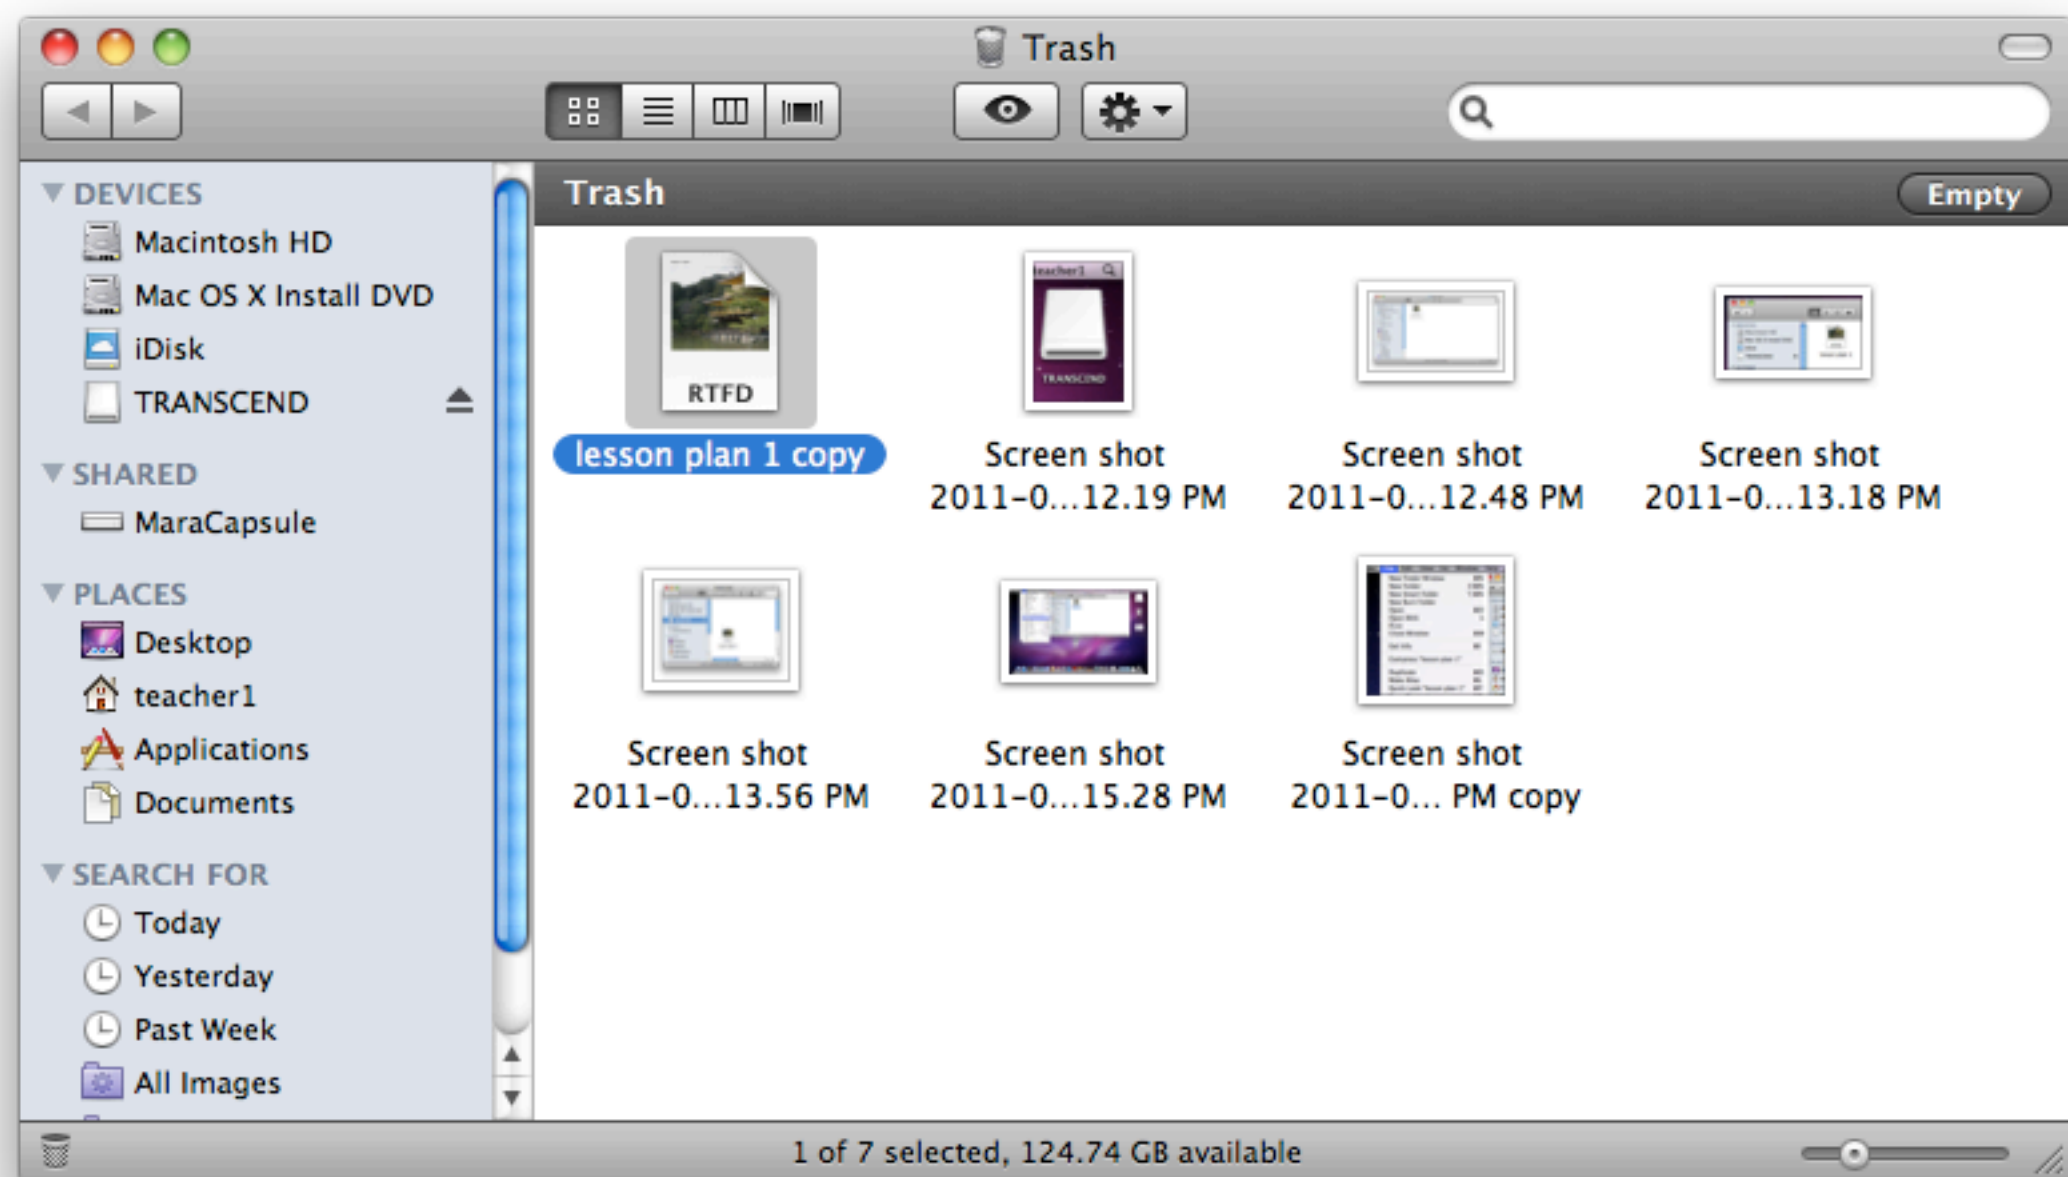 Trash
DEVICES
Macintosh HD
Mac OS X Install DVD
iDisk
TRANSCEND
SHARED
MaraCapsule
PLACES
Desktop
teacher1
Applications
Documents
SEARCH FOR
Today
Yesterday
Past Week
All Images
Trash
Empty
RTFD
teacher1
TRANSCEND
lesson plan 1 copy
Screen shot
2011-0...12.19 PM
Screen shot
2011-0...12.48 PM
Screen shot
2011-0...13.18 PM
Screen shot
2011-0...13.56 PM
Screen shot
2011-0...15.28 PM
Screen shot
2011-0... PM copy
1 of 7 selected, 124.74 GB available